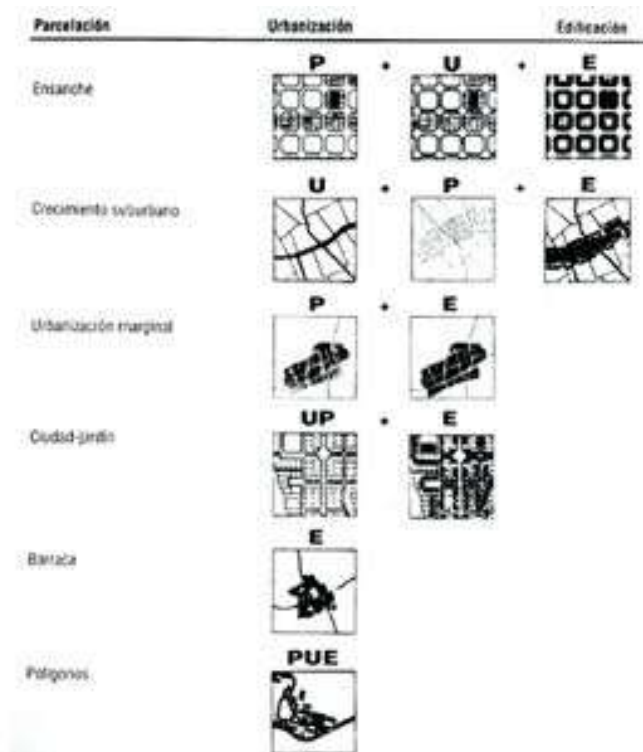 Parcelación Urbanización Edificación
P + U + E
Ensanche
U + P + E
Crecimiento suburbano
P + E
Urbanización marginal
UP + E
Ciudad-jardín
E
Barraca
PUE
Polígonos